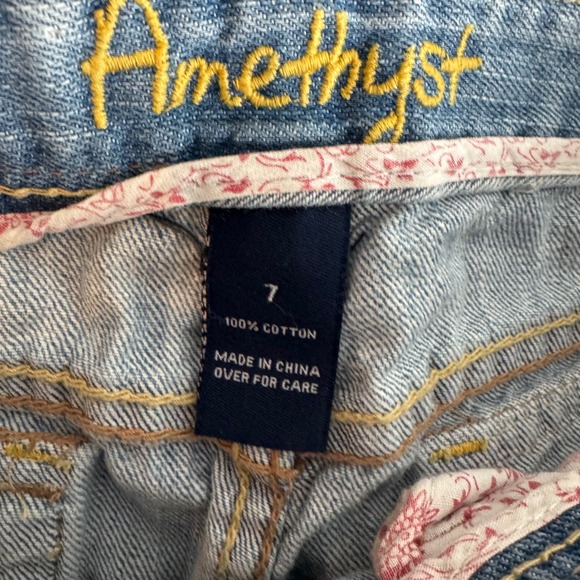 Amethyst
7
100% COTTON
MADE IN CHINA
OVER FOR CARE